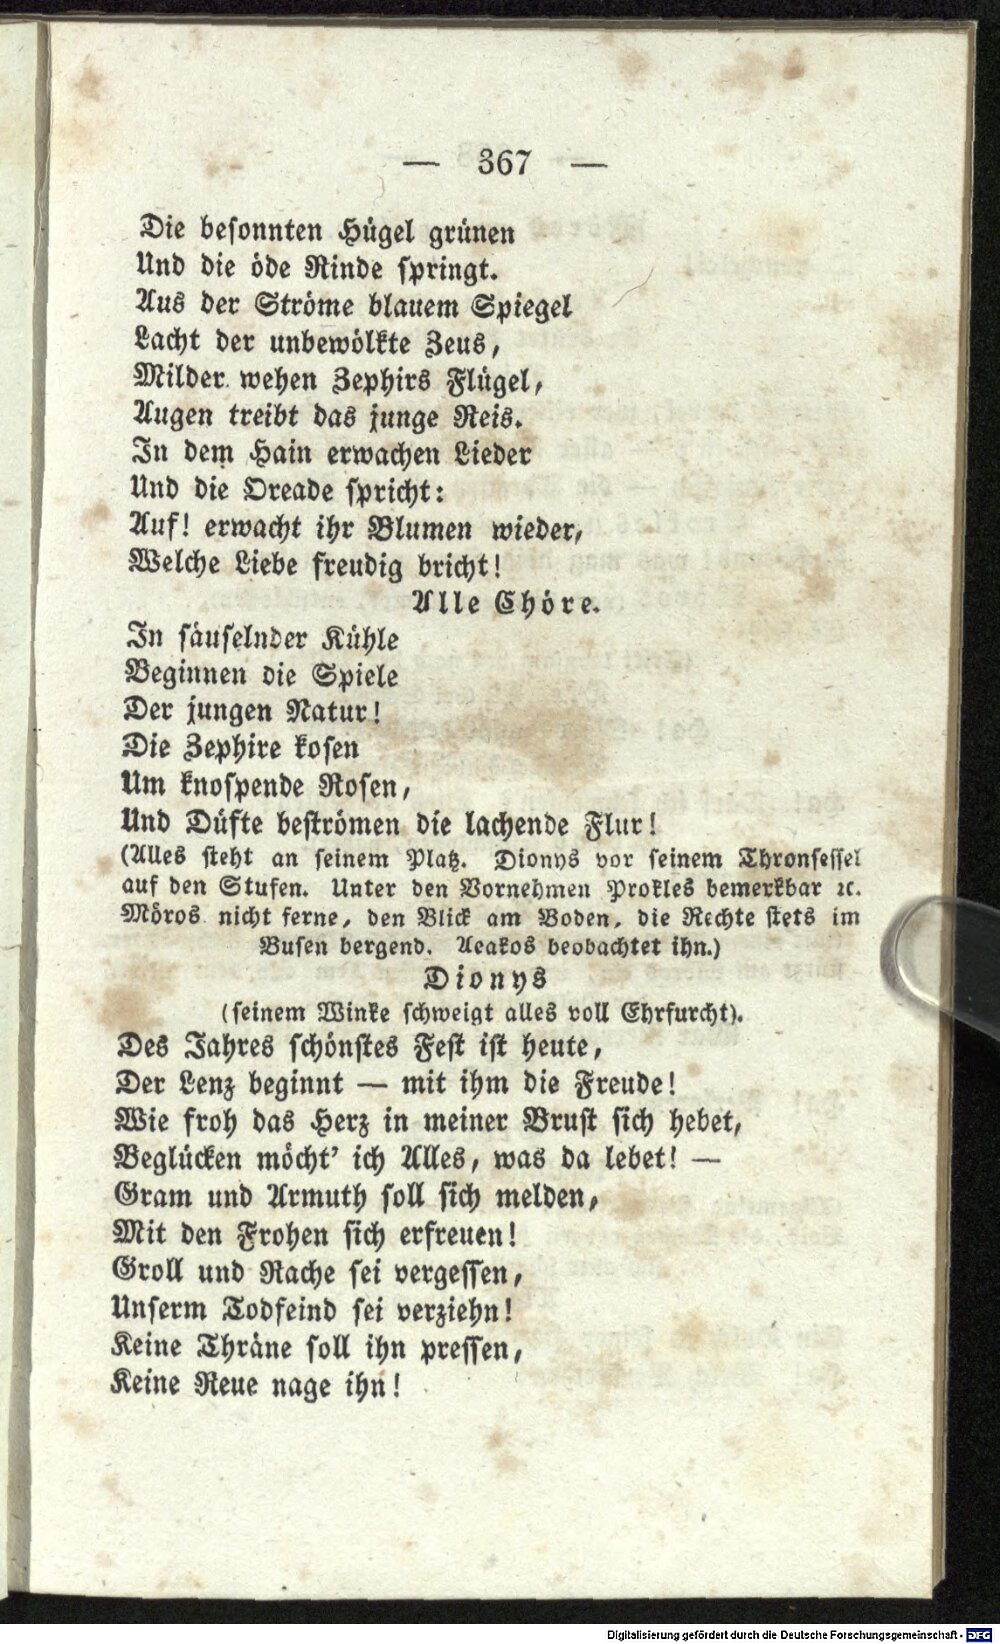 — 367 —
Die besonnten Hügel grünen
Und die öde Rinde springt.
Aus der Ströme blauem Spiegel
Lacht der unbewölkte Zeus,
Milder wehen Zephirs Flügel,
Augen treibt das junge Reis.
In dem Hain erwachen Lieder
Und die Oreade spricht:
Auf! erwacht ihr Blumen wieder,
Welche Liebe freudig bricht!
Alle Chöre.
In säuselnder Kühle
Beginnen die Spiele
Der jungen Natur!
Die Zephire kosen
Um knospende Rosen,
Und Düfte beströmen die lachende Flur!
(Alles steht an seinem Platz. Dionys vor seinem Thronsessel
auf den Stufen. Unter den Vornehmen Prokles bemerkbar ꝛc.
Möros nicht ferne, den Blick am Boden, die Rechte stets im
Busen bergend. Aeakos beobachtet ihn.)
Dionys
(seinem Winke schweigt alles voll Ehrfurcht).
Des Jahres schönstes Fest ist heute,
Der Lenz beginnt — mit ihm die Freude!
Wie froh das Herz in meiner Brust sich hebet,
Beglücken möcht' ich Alles, was da lebet! —
Gram und Armuth soll sich melden,
Mit den Frohen sich erfreuen!
Groll und Rache sei vergessen,
Unserm Todfeind sei verziehn!
Keine Thräne soll ihn pressen,
Keine Reue nage ihn!
Digitalisierung gefördert durch die Deutsche Forschungsgemeinschaft - DFG